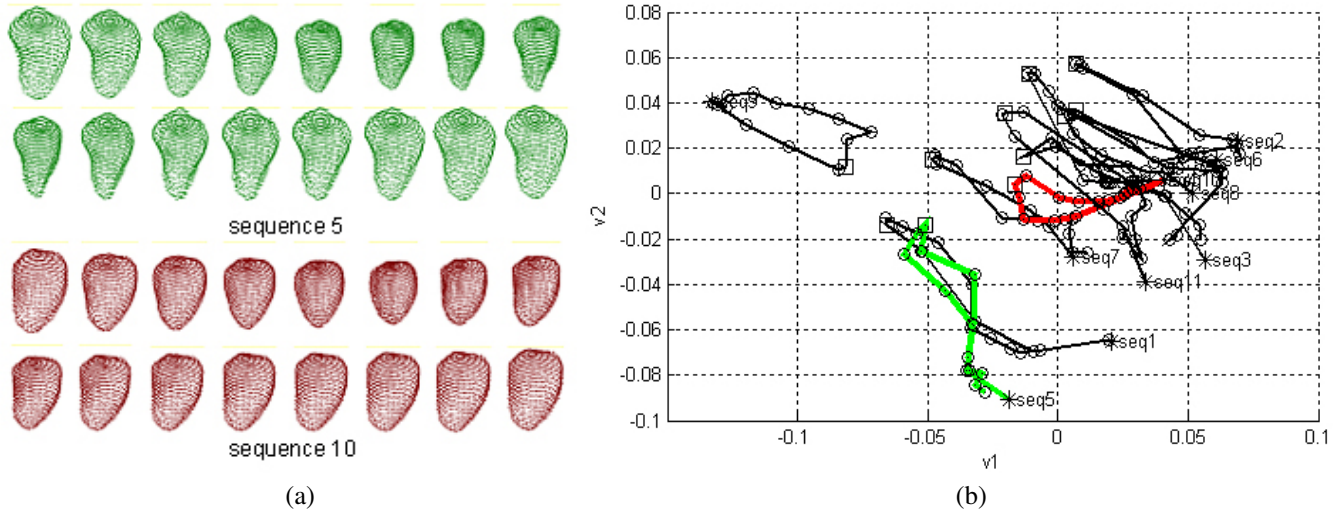 sequence 5
sequence 10
(a)
0.08
0.06
0.04
0.02
0
-0.02
-0.04
-0.06
-0.08
-0.1
v2
seq9
seq2
seq6
seq10
seq8
seq7
seq3
seq11
seq1
seq5
-0.1
-0.05
0
0.05
0.1
v1
(b)